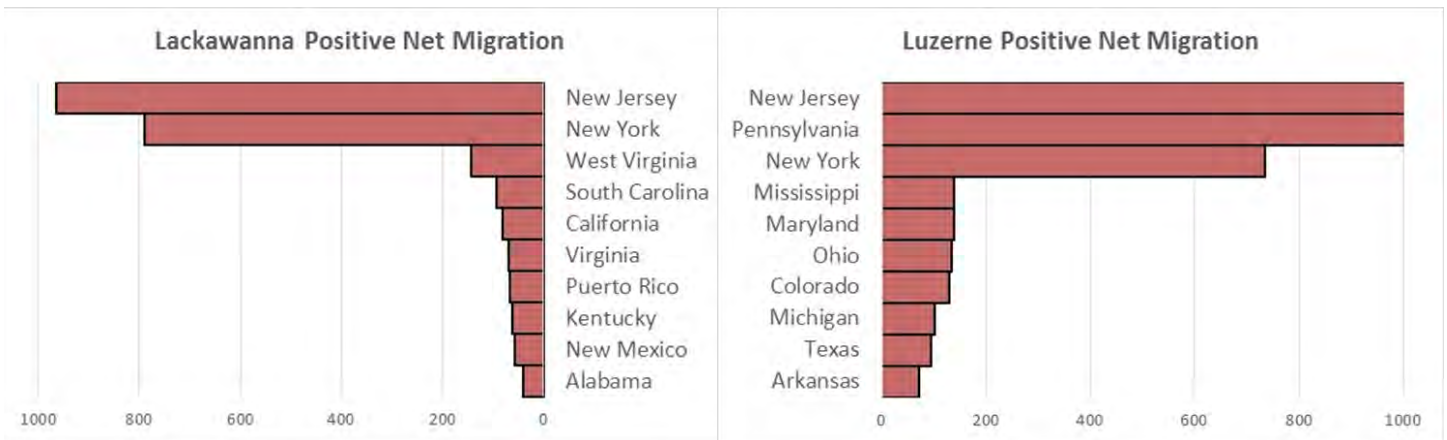 Lackawanna Positive Net Migration
New Jersey
New York
West Virginia
South Carolina
California
Virginia
Puerto Rico
Kentucky
New Mexico
Alabama
1000 800 600 400 200 0
Luzerne Positive Net Migration
New Jersey
Pennsylvania
New York
Mississippi
Maryland
Ohio
Colorado
Michigan
Texas
Arkansas
0 200 400 600 800 1000